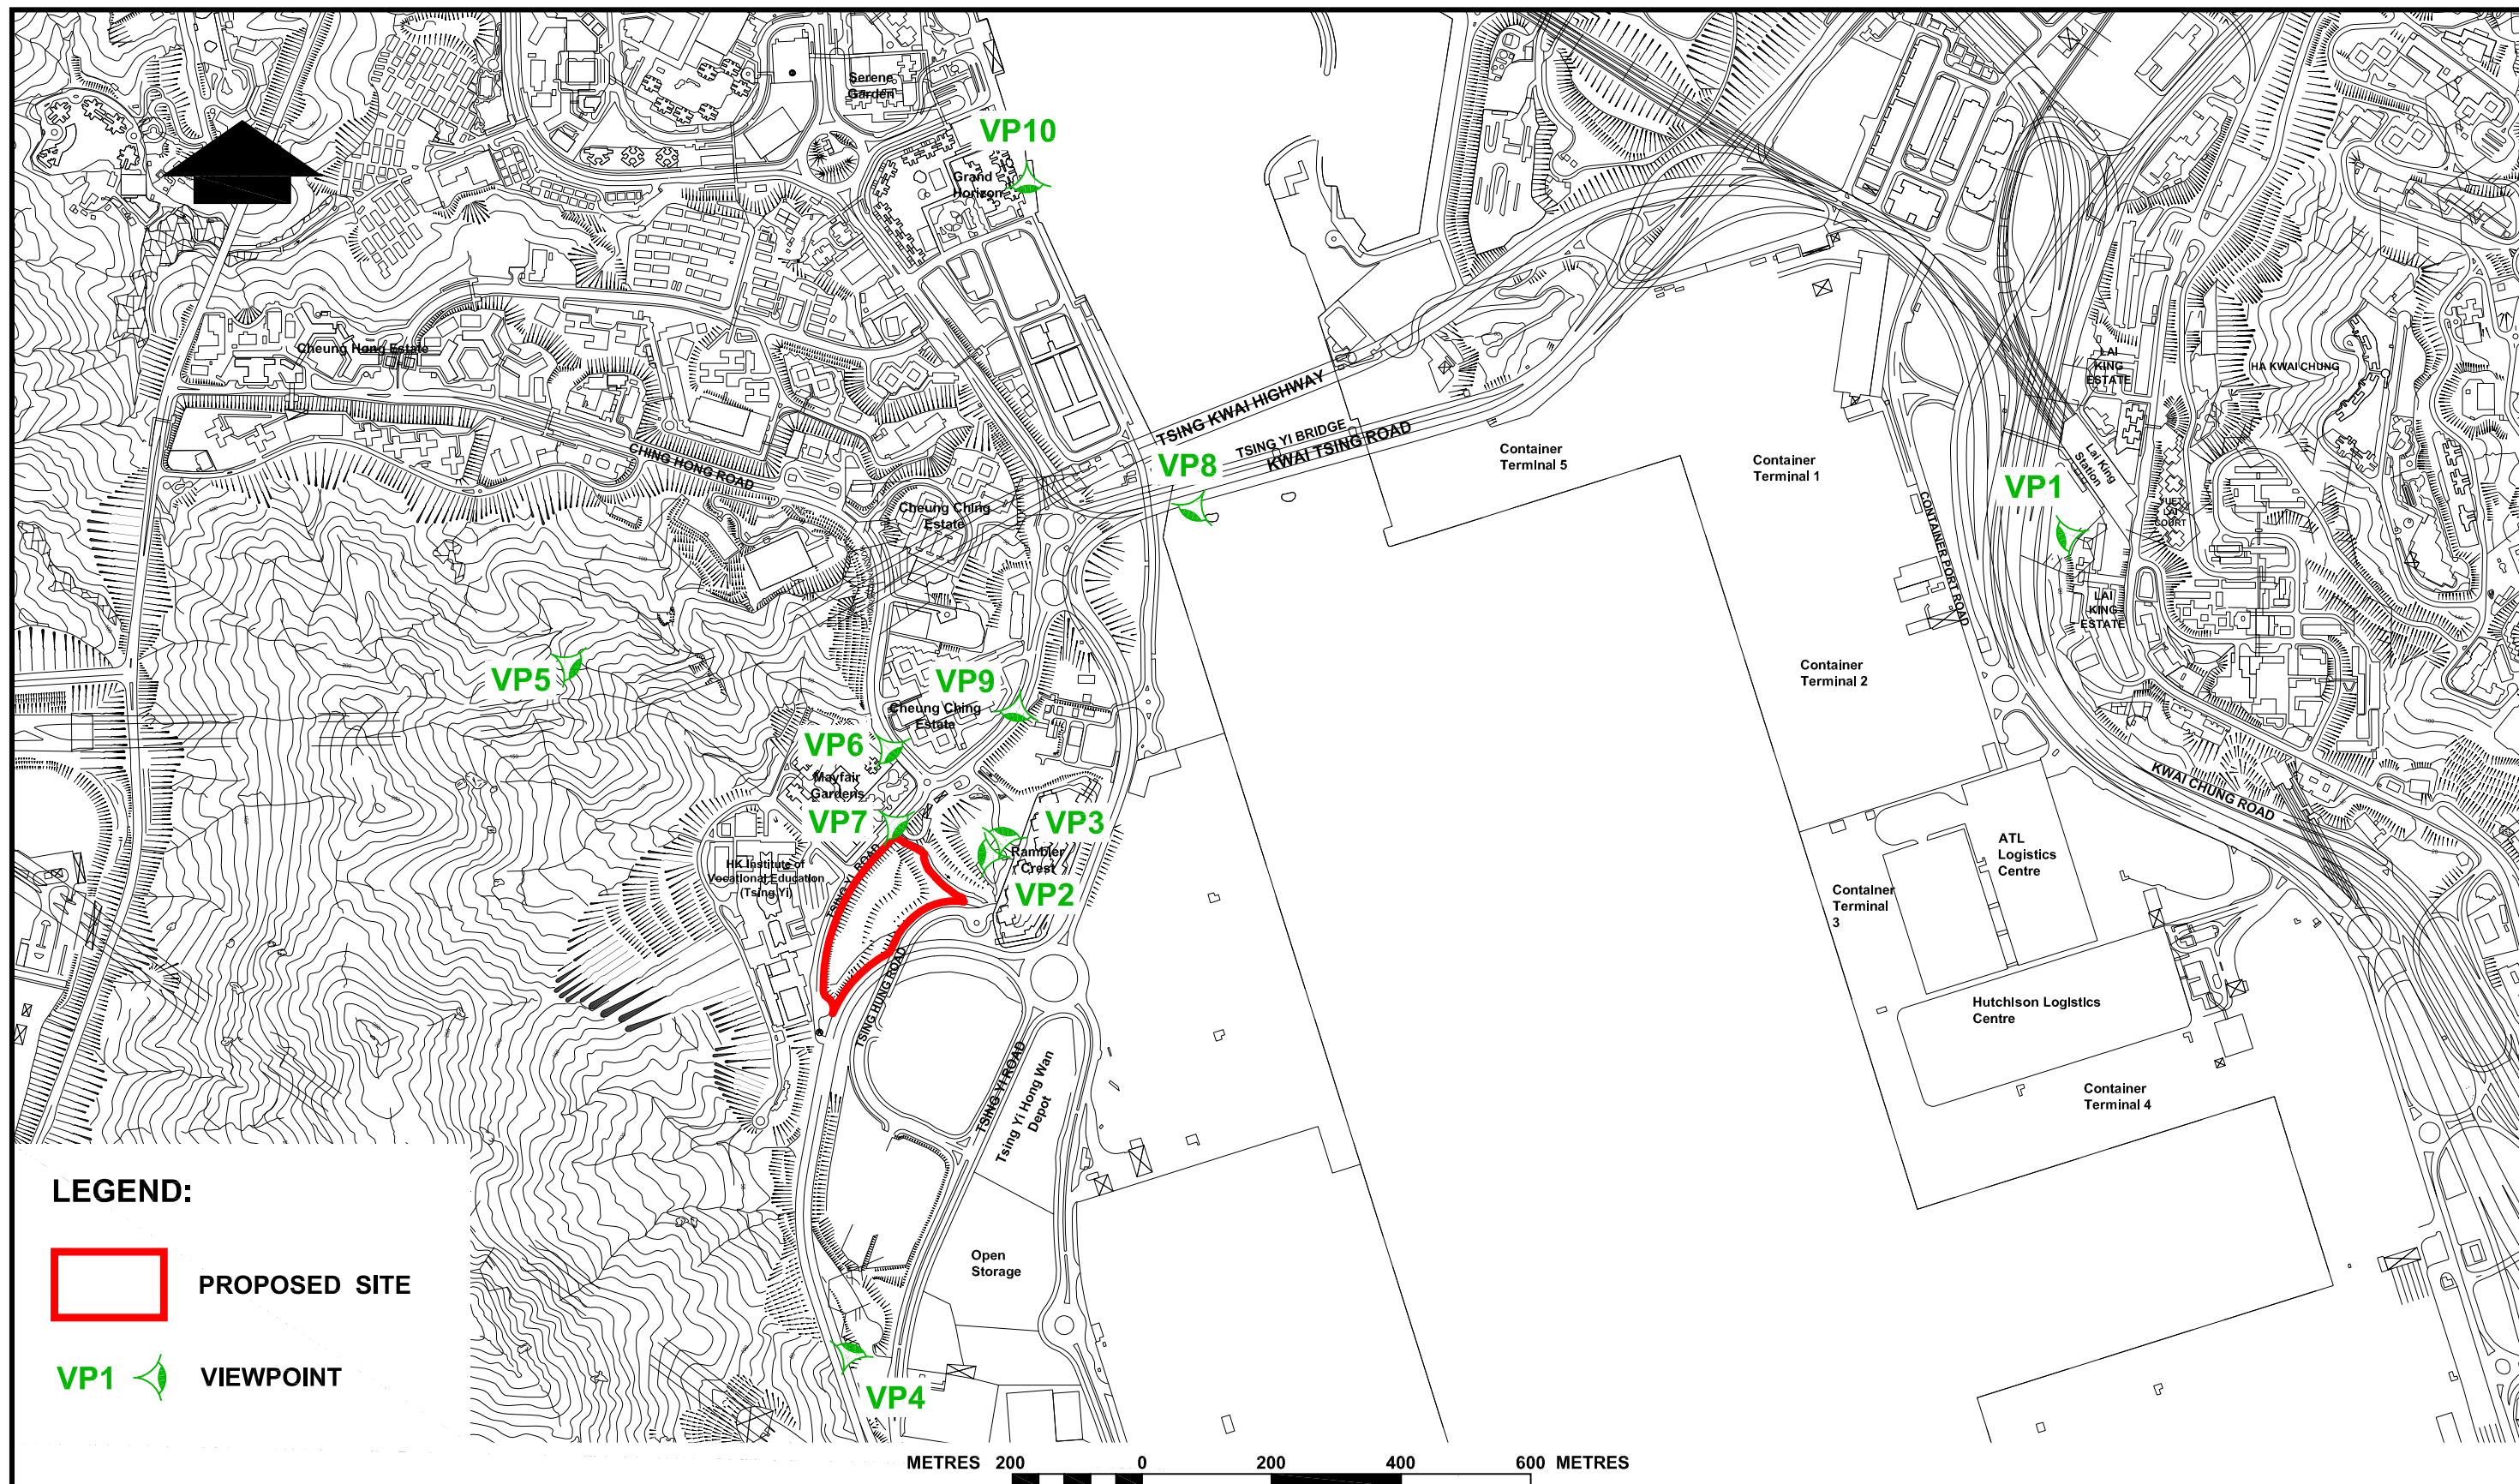 Serene
Garden
VP10
Grand
Horizon
Cheung Hong Estate
LAI
KING
ESTATE
HA KWAI CHUNG
TSING KWAI HIGHWAY
TSING YI BRIDGE
KWAI TSING ROAD
VP8
Container
Terminal 5
Container
Terminal 1
Lai King
Station
VP1
YUET
LAI
COURT
CHING HONG ROAD
Cheung Ching
Estate
CONTAINER PORT ROAD
LAI
KING
ESTATE
VP5
VP9
Container
Terminal 2
Cheung Ching
Estate
VP6
Mayfair
Gardens
KWAI CHUNG ROAD
VP7
VP3
Rambler
Crest
VP2
HK Institute of
Vocational Education
(Tsing Yi)
TSING YI ROAD
ATL
Logistics
Centre
Container
Terminal
3
TSING HUNG ROAD
Hutchison Logistics
Centre
TSING YI ROAD
Tsing Yi Hong Wan
Depot
Container
Terminal 4
Open
Storage
VP4
LEGEND:
PROPOSED SITE
VP1 VIEWPOINT
METRES 200 0 200 400 600 METRES